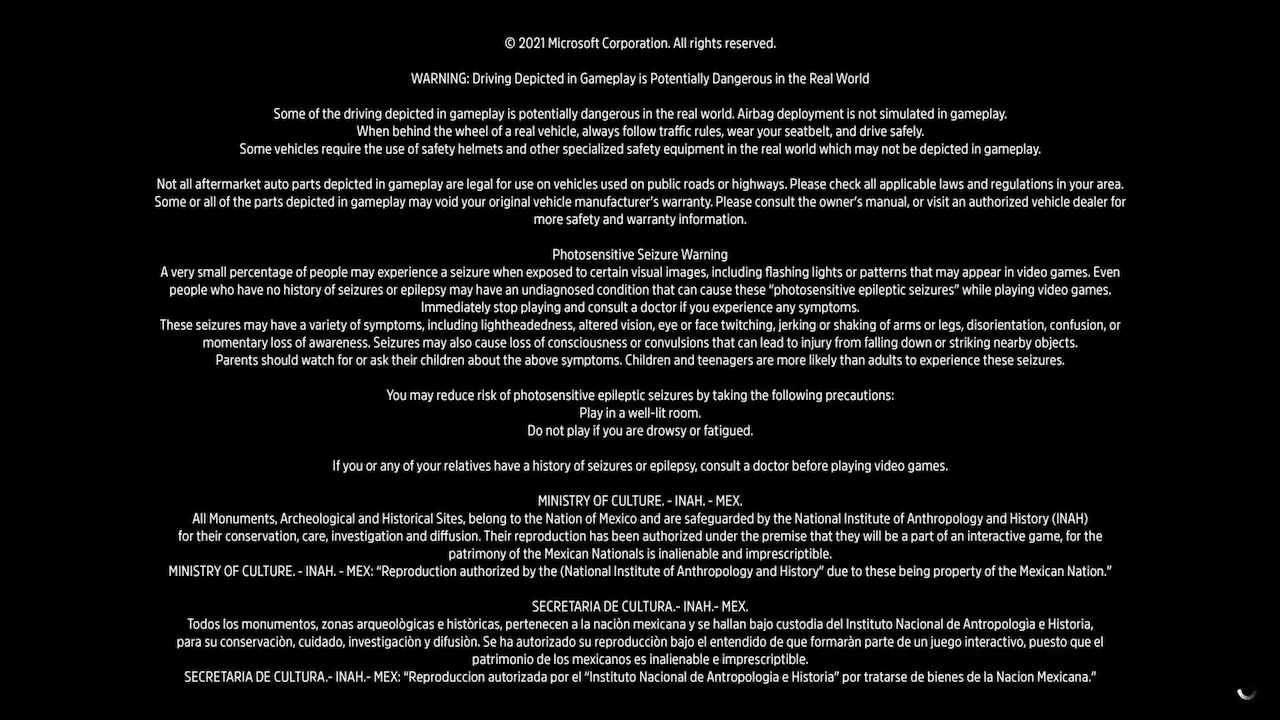 © 2021 Microsoft Corporation. All rights reserved.
WARNING: Driving Depicted in Gameplay is Potentially Dangerous in the Real World
Some of the driving depicted in gameplay is potentially dangerous in the real world. Airbag deployment is not simulated in gameplay.
When behind the wheel of a real vehicle, always follow traffic rules, wear your seatbelt, and drive safely.
Some vehicles require the use of safety helmets and other specialized safety equipment in the real world which may not be depicted in gameplay.
Not all aftermarket auto parts depicted in gameplay are legal for use on vehicles used on public roads or highways. Please check all applicable laws and regulations in your area.
Some or all of the parts depicted in gameplay may void your original vehicle manufacturer's warranty. Please consult the owner's manual, or visit an authorized vehicle dealer for
more safety and warranty information.
Photosensitive Seizure Warning
A very small percentage of people may experience a seizure when exposed to certain visual images, including flashing lights or patterns that may appear in video games. Even
people who have no history of seizures or epilepsy may have an undiagnosed condition that can cause these "photosensitive epileptic seizures" while playing video games.
Immediately stop playing and consult a doctor if you experience any symptoms.
These seizures may have a variety of symptoms, including lightheadedness, altered vision, eye or face twitching, jerking or shaking of arms or legs, disorientation, confusion, or
momentary loss of awareness. Seizures may also cause loss of consciousness or convulsions that can lead to injury from falling down or striking nearby objects.
Parents should watch for or ask their children about the above symptoms. Children and teenagers are more likely than adults to experience these seizures.
You may reduce risk of photosensitive epileptic seizures by taking the following precautions:
Play in a well-lit room.
Do not play if you are drowsy or fatigued.
If you or any of your relatives have a history of seizures or epilepsy, consult a doctor before playing video games.
MINISTRY OF CULTURE. - INAH. - MEX.
All Monuments, Archeological and Historical Sites, belong to the Nation of Mexico and are safeguarded by the National Institute of Anthropology and History (INAH)
for their conservation, care, investigation and diffusion. Their reproduction has been authorized under the premise that they will be a part of an interactive game, for the
patrimony of the Mexican Nationals is inalienable and imprescriptible.
MINISTRY OF CULTURE. - INAH. - MEX: “Reproduction authorized by the (National Institute of Anthropology and History” due to these being property of the Mexican Nation.”
SECRETARIA DE CULTURA.- INAH.- MEX.
Todos los monumentos, zonas arqueològicas e històricas, pertenecen a la naciòn mexicana y se hallan bajo custodia del Instituto Nacional de Antropologìa e Historia,
para su conservaciòn, cuidado, investigaciòn y difusiòn. Se ha autorizado su reproducciòn bajo el entendido de que formaràn parte de un juego interactivo, puesto que el
patrimonio de los mexicanos es inalienable e imprescriptible.
SECRETARIA DE CULTURA.- INAH.- MEX: “Reproduccion autorizada por el “Instituto Nacional de Antropologia e Historia” por tratarse de bienes de la Nacion Mexicana.”